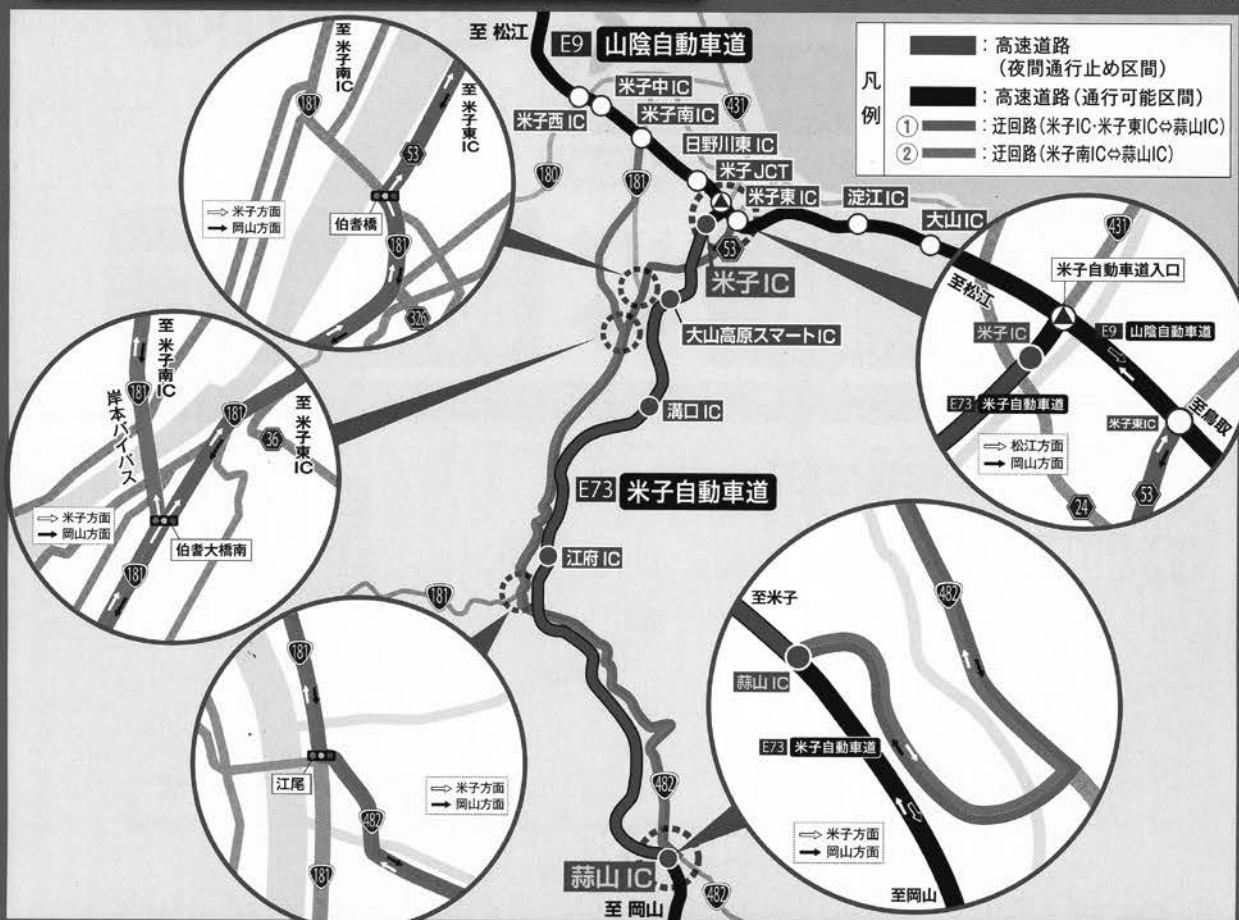 至 松江
E9 山陰自動車道
米子中IC
米子西IC
米子南IC
431
日野川東IC
米子JCT
米子東IC
淀江IC
大山IC
180
181
53
米子IC
大山高原スマートIC
溝口IC
E73 米子自動車道
江府IC
181
482
蒜山IC
482
至 岡山
凡例
：高速道路
（夜間通行止め区間）
：高速道路（通行可能区間）
① ：迂回路（米子IC・米子東IC⇔蒜山IC）
② ：迂回路（米子南IC⇔蒜山IC）
至 米子南IC
至 米子東IC
181
53
⇨ 米子方面
➡ 岡山方面
伯耆橋
181
326
至 米子南IC
181
岸本バイパス
181
36
至 米子東IC
⇨ 米子方面
➡ 岡山方面
伯耆大橋南
181
181
江尾
⇨ 米子方面
➡ 岡山方面
482
181
431
米子自動車道入口
至松江
米子IC
E9 山陰自動車道
E73 米子自動車道
至鳥取
米子東IC
⇨ 松江方面
➡ 岡山方面
24
53
482
至米子
蒜山IC
E73 米子自動車道
⇨ 米子方面
➡ 岡山方面
至岡山